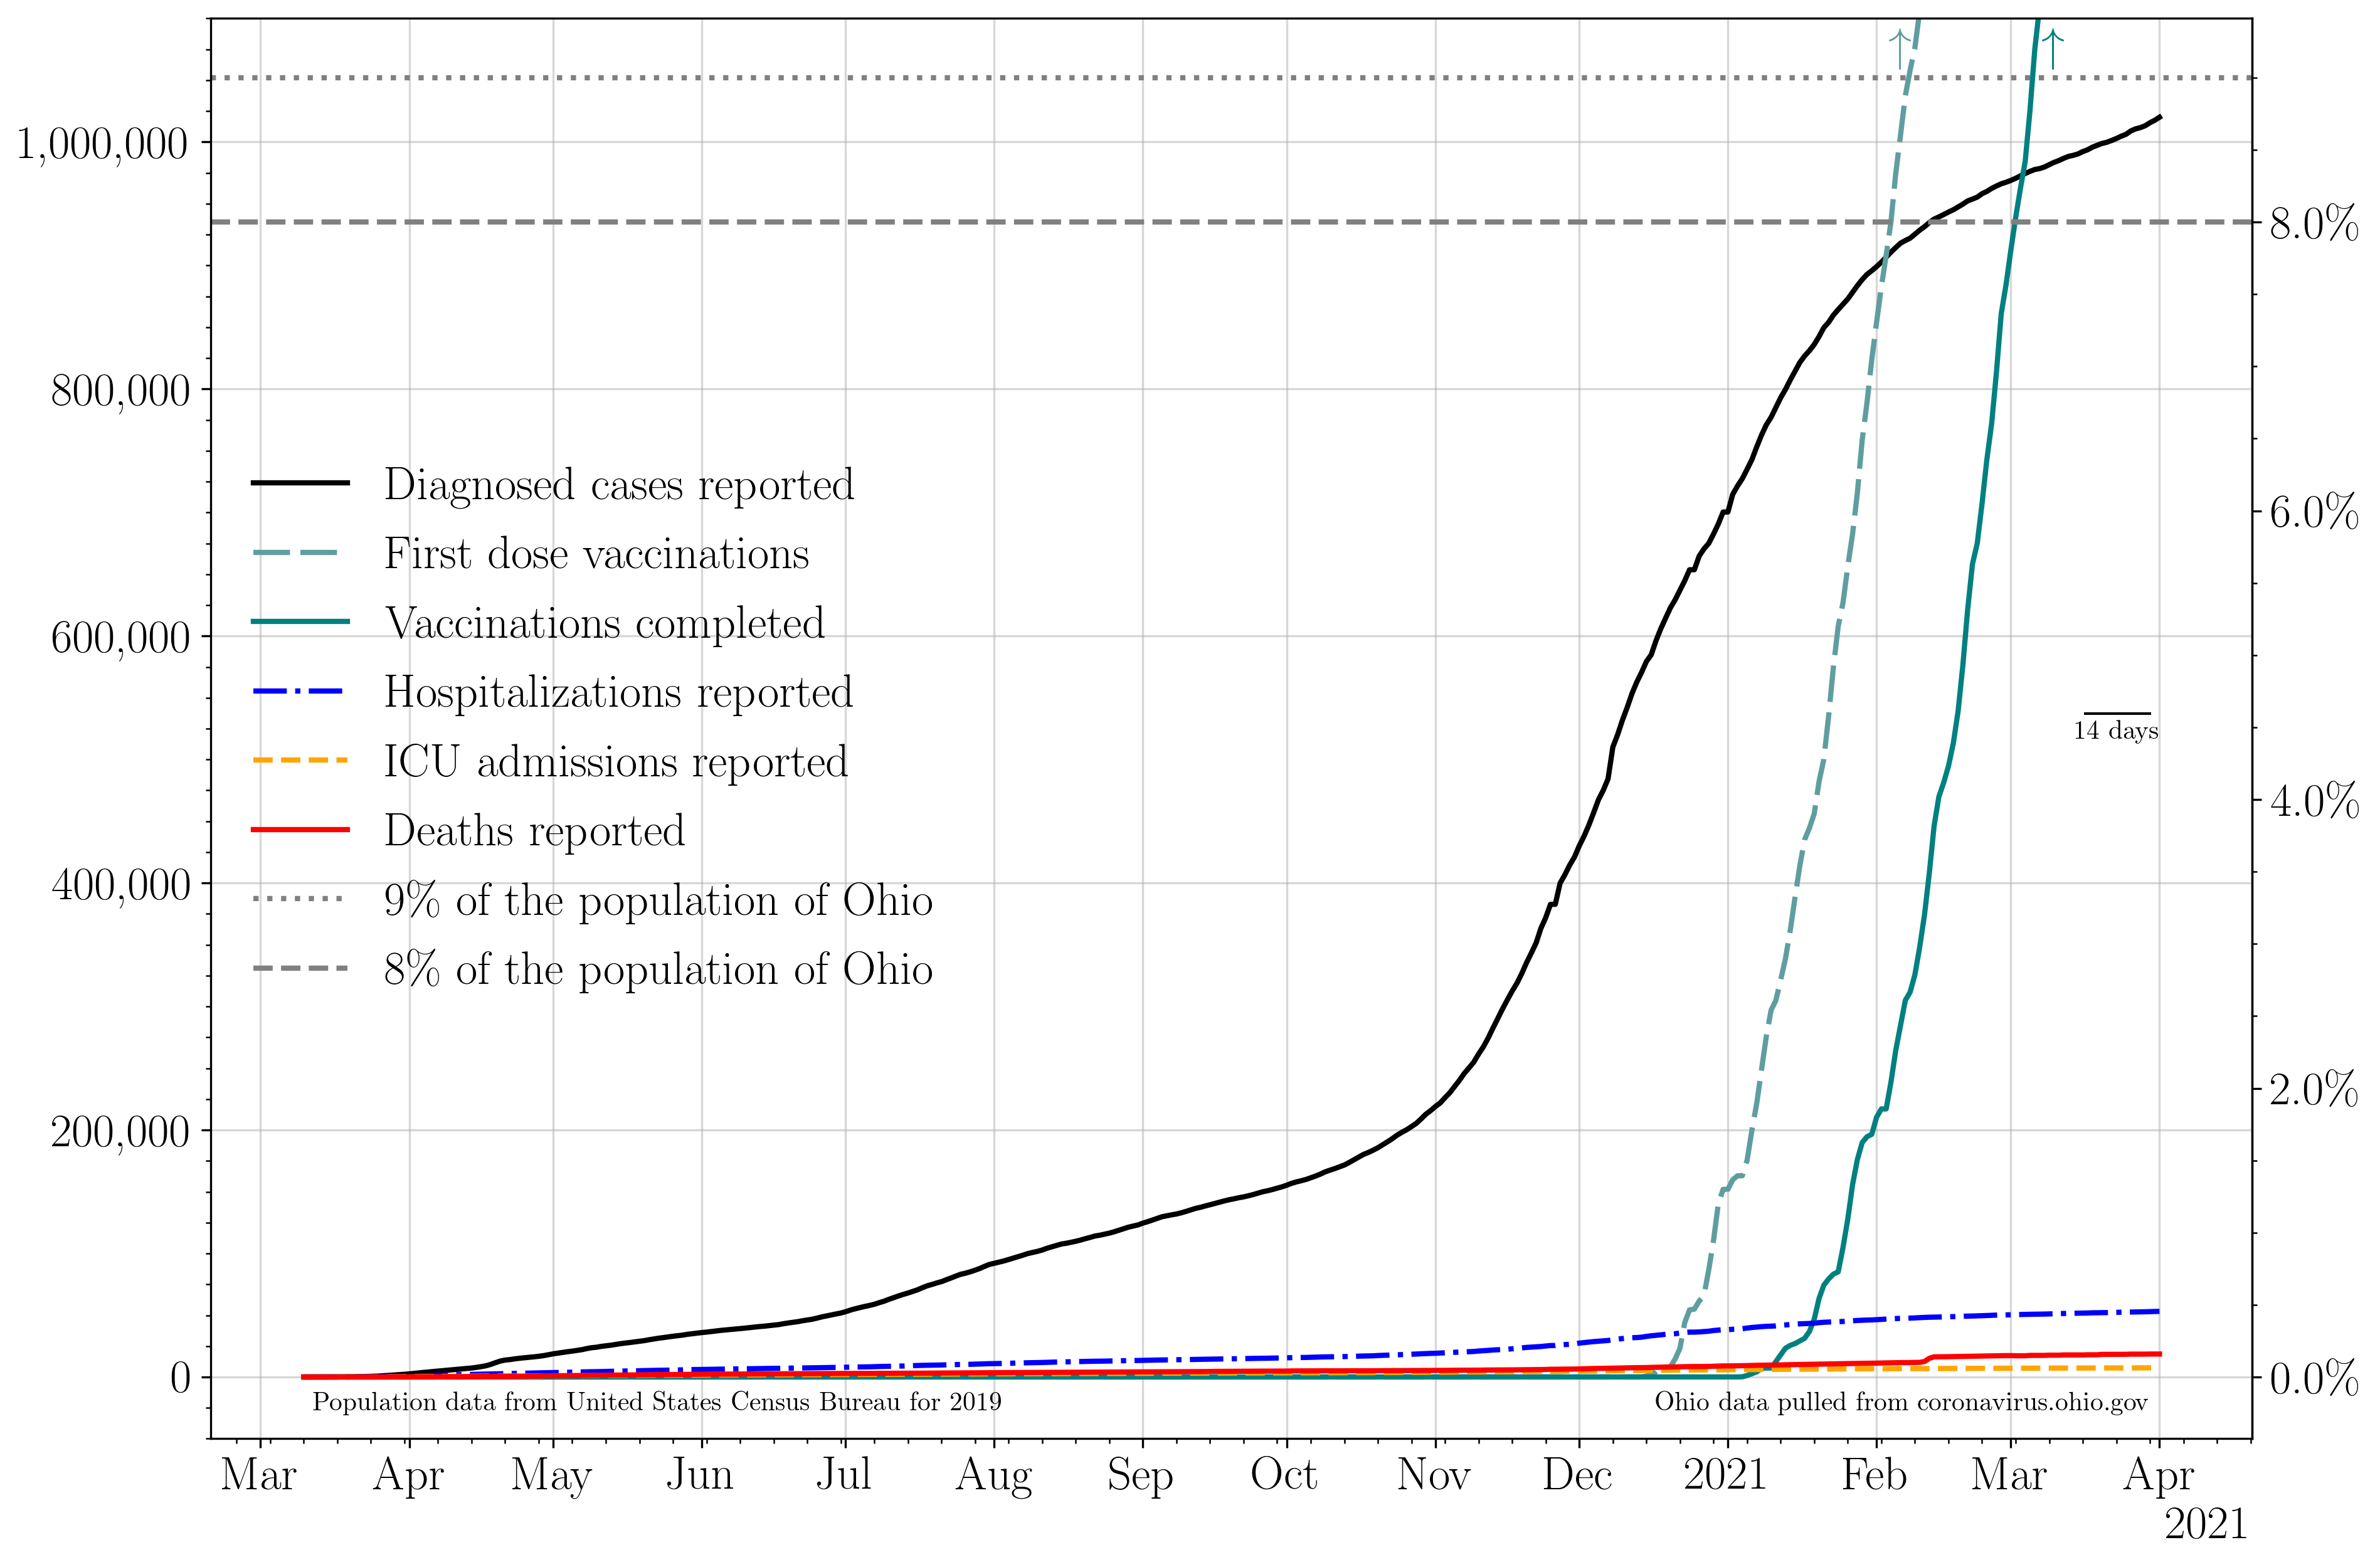 1,000,000
800,000
600,000
400,000
200,000
0
8.0%
6.0%
4.0%
2.0%
0.0%
Diagnosed cases reported
First dose vaccinations
Vaccinations completed
Hospitalizations reported
ICU admissions reported
Deaths reported
9% of the population of Ohio
8% of the population of Ohio
14 days
Population data from United States Census Bureau for 2019
Ohio data pulled from coronavirus.ohio.gov
Mar Apr May Jun Jul Aug Sep Oct Nov Dec 2021 Feb Mar Apr
2021